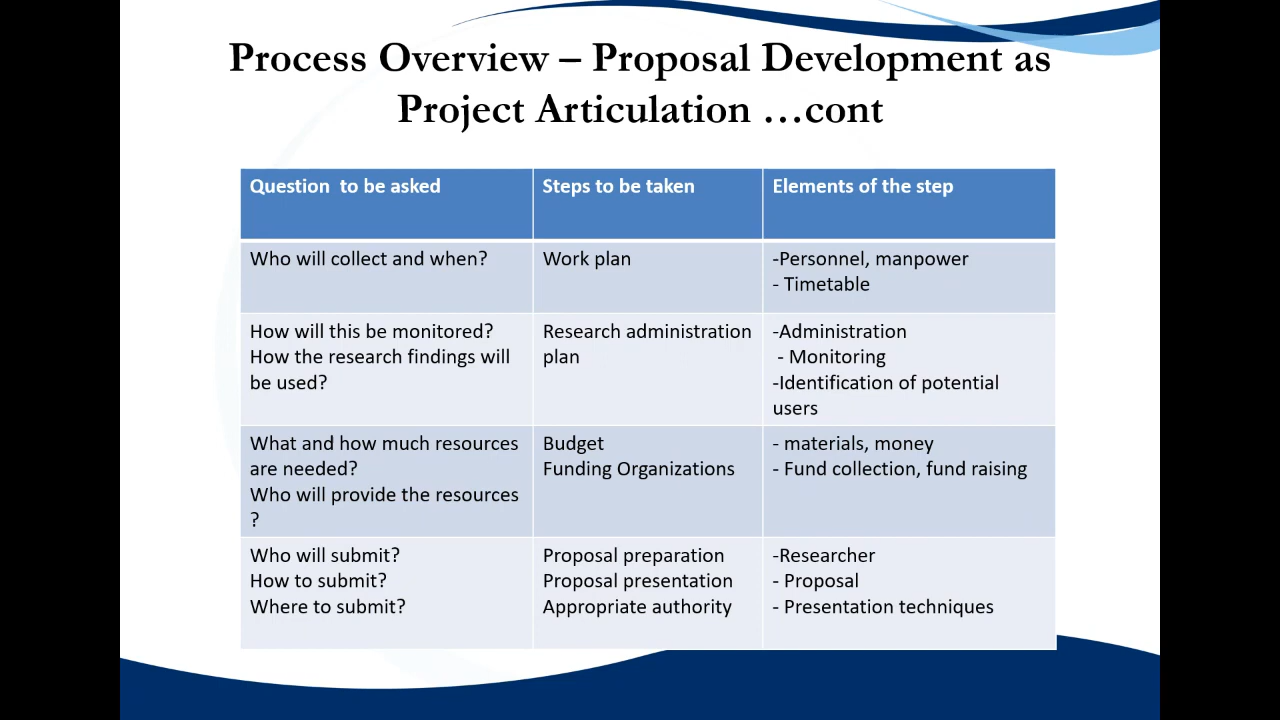 Process Overview – Proposal Development as
Project Articulation …cont
Question  to be asked
Steps to be taken
Elements of the step
Who will collect and when?
Work plan
-Personnel, manpower
- Timetable
How will this be monitored?
How the research findings will
be used?
Research administration
plan
-Administration
- Monitoring
-Identification of potential
users
What and how much resources
are needed?
Who will provide the resources
?
Budget
Funding Organizations
- materials, money
- Fund collection, fund raising
Who will submit?
How to submit?
Where to submit?
Proposal preparation
Proposal presentation
Appropriate authority
-Researcher
- Proposal
- Presentation techniques